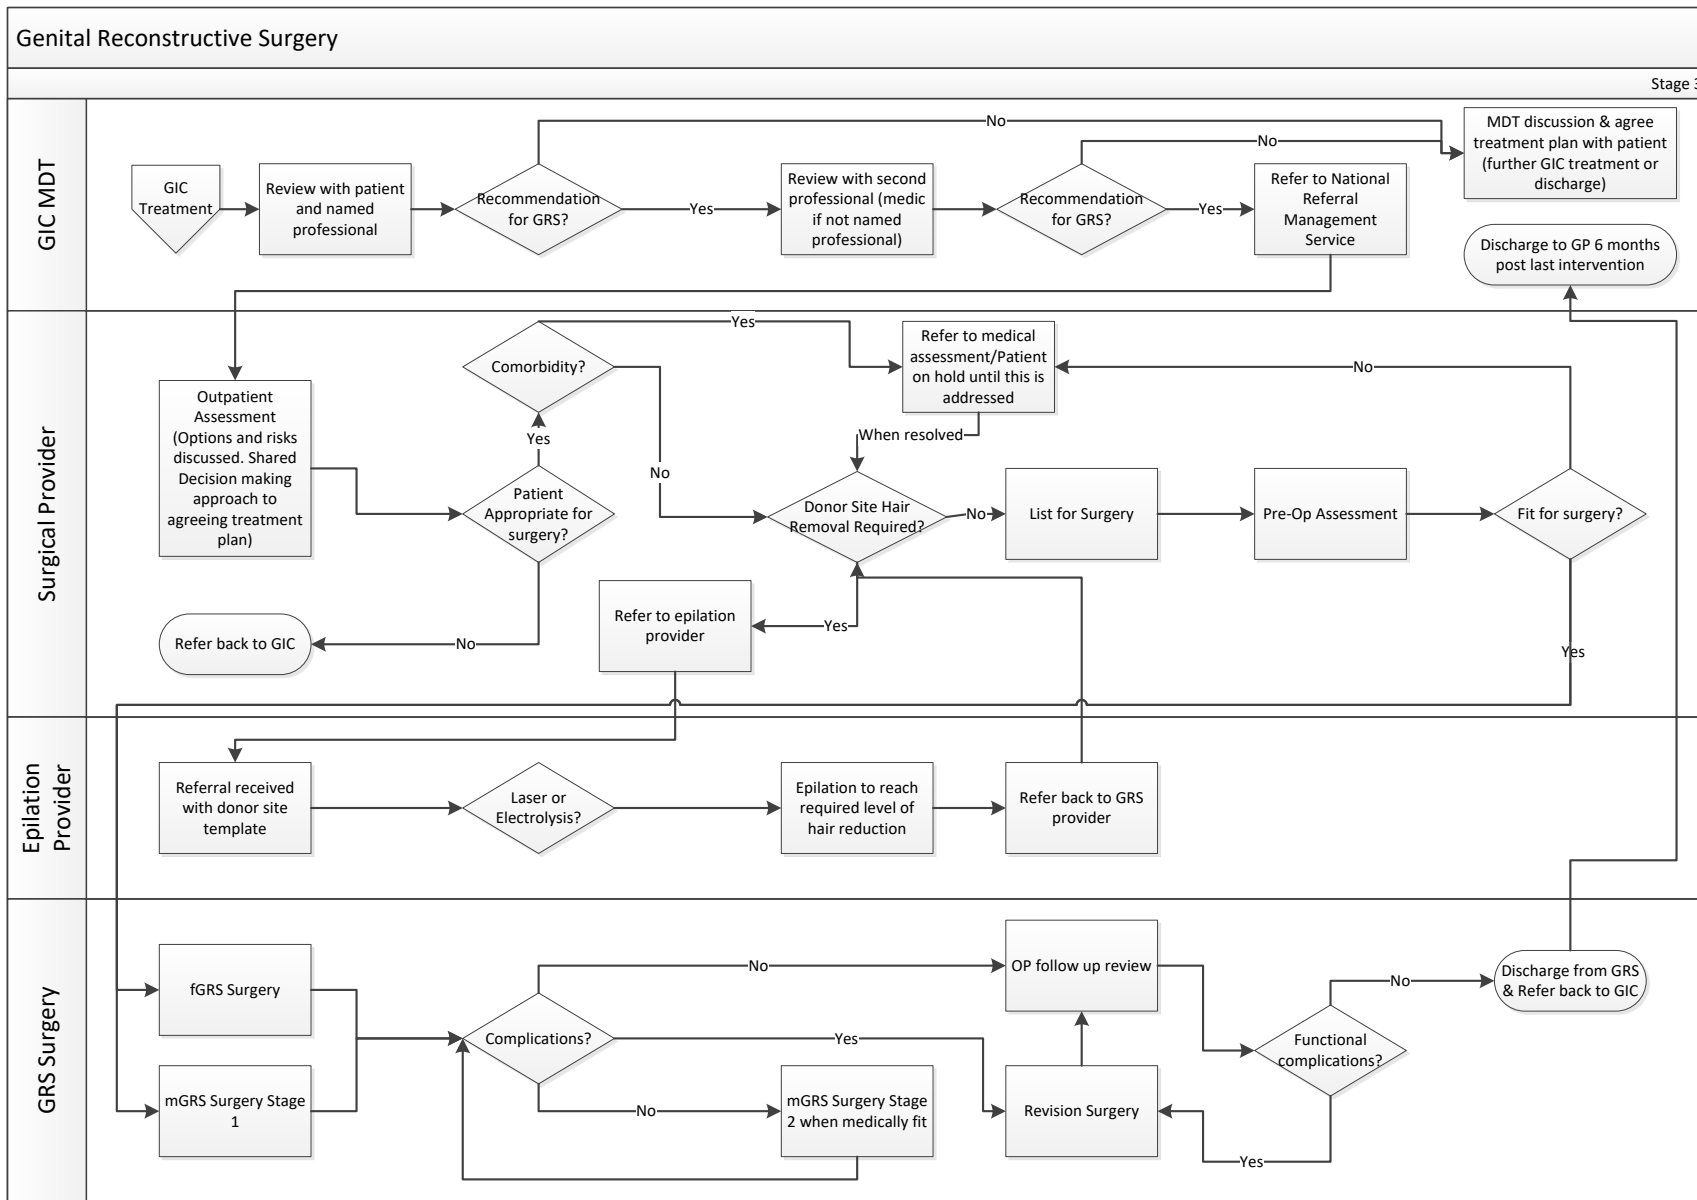 Genital Reconstructive Surgery
Stage 3
GIC MDT
GIC
Treatment
Review with patient
and named
professional
Recommendation
for GRS?
No
Yes
Review with second
professional (medic
if not named
professional)
Recommendation
for GRS?
No
Yes
Refer to National
Referral
Management
Service
MDT discussion & agree
treatment plan with patient
(further GIC treatment or
discharge)
Discharge to GP 6 months
post last intervention
Surgical Provider
Outpatient
Assessment
(Options and risks
discussed. Shared
Decision making
approach to
agreeing treatment
plan)
Comorbidity?
Yes
No
Yes
Patient
Appropriate for
surgery?
No
Refer back to GIC
Refer to medical
assessment/Patient
on hold until this is
addressed
When resolved
Donor Site Hair
Removal Required?
No
Yes
Refer to epilation
provider
List for Surgery
Pre-Op Assessment
Fit for surgery?
No
Yes
Epilation
Provider
Referral received
with donor site
template
Laser or
Electrolysis?
Epilation to reach
required level of
hair reduction
Refer back to GRS
provider
GRS Surgery
fGRS Surgery
mGRS Surgery Stage
1
Complications?
No
Yes
No
mGRS Surgery Stage
2 when medically fit
OP follow up review
Revision Surgery
Functional
complications?
No
Yes
Discharge from GRS
& Refer back to GIC